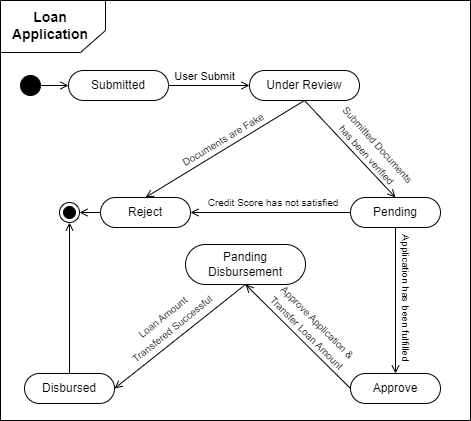 Loan
Application
Submitted
User Submit
Under Review
Documents are Fake
Submitted Documents
has been verified
Reject
Credit Score has not satisfied
Pending
Application has been fulfilled
Panding
Disbursement
Loan Amount
Transfered Successful
Approve Application &
Transfer Loan Amount
Disbursed
Approve